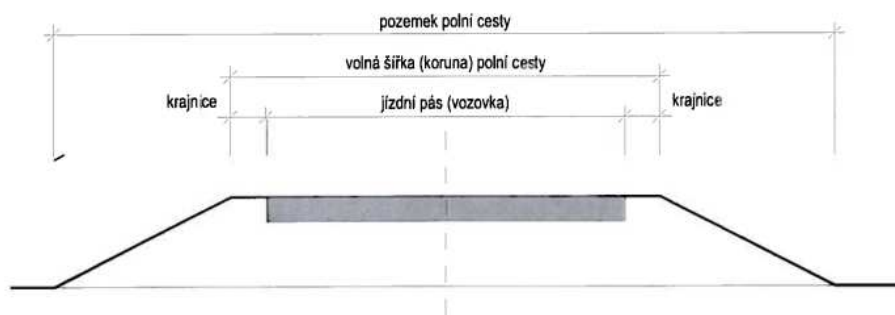 pozemek polní cesty
volná šířka (koruna) polní cesty
krajnice
jízdní pás (vozovka)
krajnice